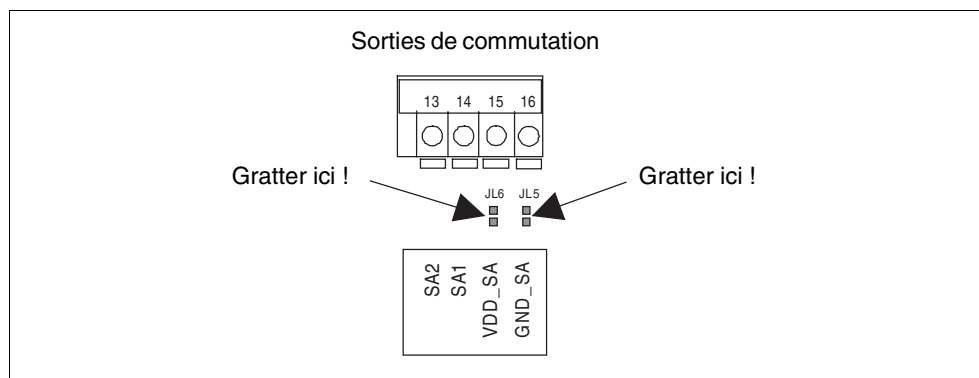 Sorties de commutation
13 14 15 16
Gratter ici !
JL6 JL5
Gratter ici !
SA2
SA1
VDD_SA
GND_SA